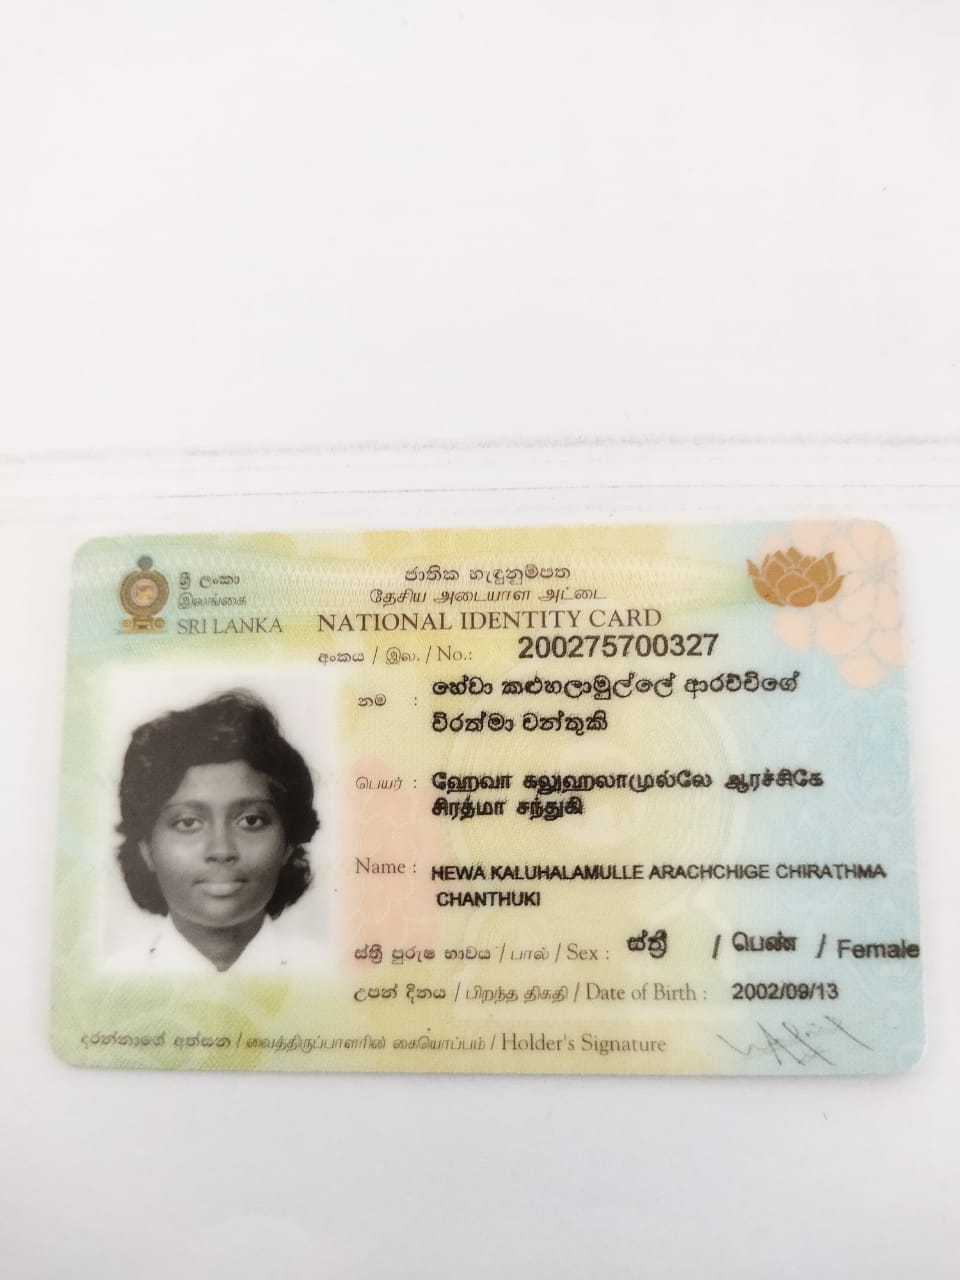 ශ්‍රී ලංකා
இலங்கை
SRI LANKA
ජාතික හැඳුනුම්පත
தேசிய அடையாள அட்டை
NATIONAL IDENTITY CARD
අංකය / இல. / No.: 200275700327
නම : හේවා කළුහලාමුල්ලේ ආරච්චිගේ
චිරත්මා චන්තුකි
பெயர் : ஹேவா கலுஹலாமுல்லே ஆரச்சிகே
சிரத்மா சந்துகி
Name : HEWA KALUHALAMULLE ARACHCHIGE CHIRATHMA
CHANTHUKI
ස්ත්‍රී පුරුෂ භාවය / பால் / Sex : ස්ත්‍රී / பெண் / Female
උපන් දිනය / பிறந்த திகதி / Date of Birth : 2002/09/13
දරන්නාගේ අත්සන / வைத்திருப்பாளரின் கையொப்பம் / Holder's Signature